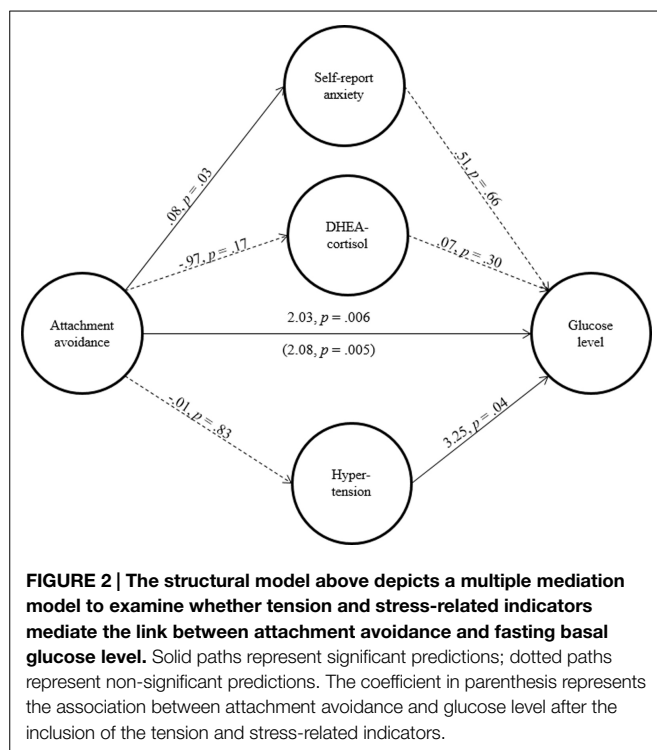 Self-report
anxiety
.08, p = .03
.51, p = .66
DHEA-
cortisol
-.97, p = .17
.07, p = .30
Attachment
avoidance
2.03, p = .006
(2.08, p = .005)
Glucose
level
-.01, p = .83
3.25, p = .04
Hyper-
tension
FIGURE 2 | The structural model above depicts a multiple mediation
model to examine whether tension and stress-related indicators
mediate the link between attachment avoidance and fasting basal
glucose level. Solid paths represent significant predictions; dotted paths
represent non-significant predictions. The coefficient in parenthesis represents
the association between attachment avoidance and glucose level after the
inclusion of the tension and stress-related indicators.